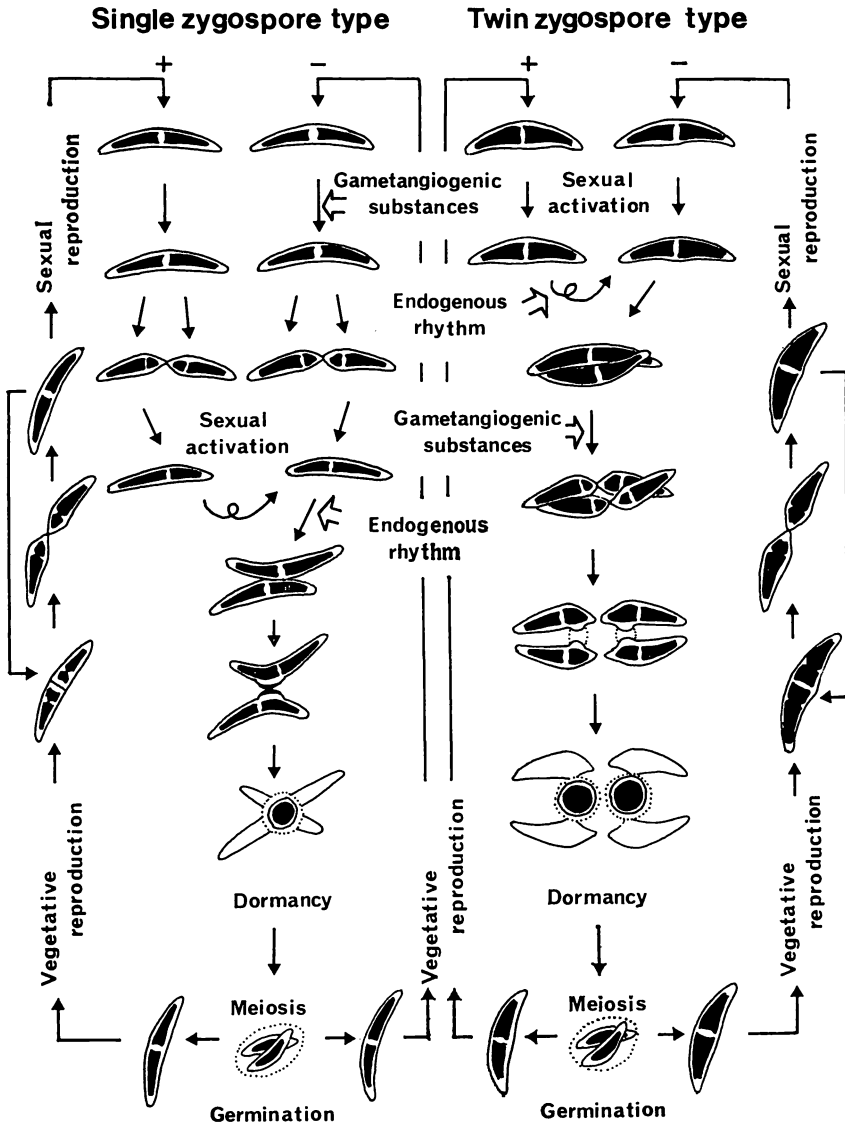 Single zygospore type
Twin zygospore type
+
–
+
–
Sexual
reproduction
Gametangiogenic
substances
Sexual
activation
Sexual
reproduction
Endogenous
rhythm
Sexual
activation
Gametangiogenic
substances
Endogenous
rhythm
Vegetative
reproduction
Dormancy
Vegetative
reproduction
Dormancy
Vegetative
reproduction
Meiosis
Germination
Meiosis
Germination